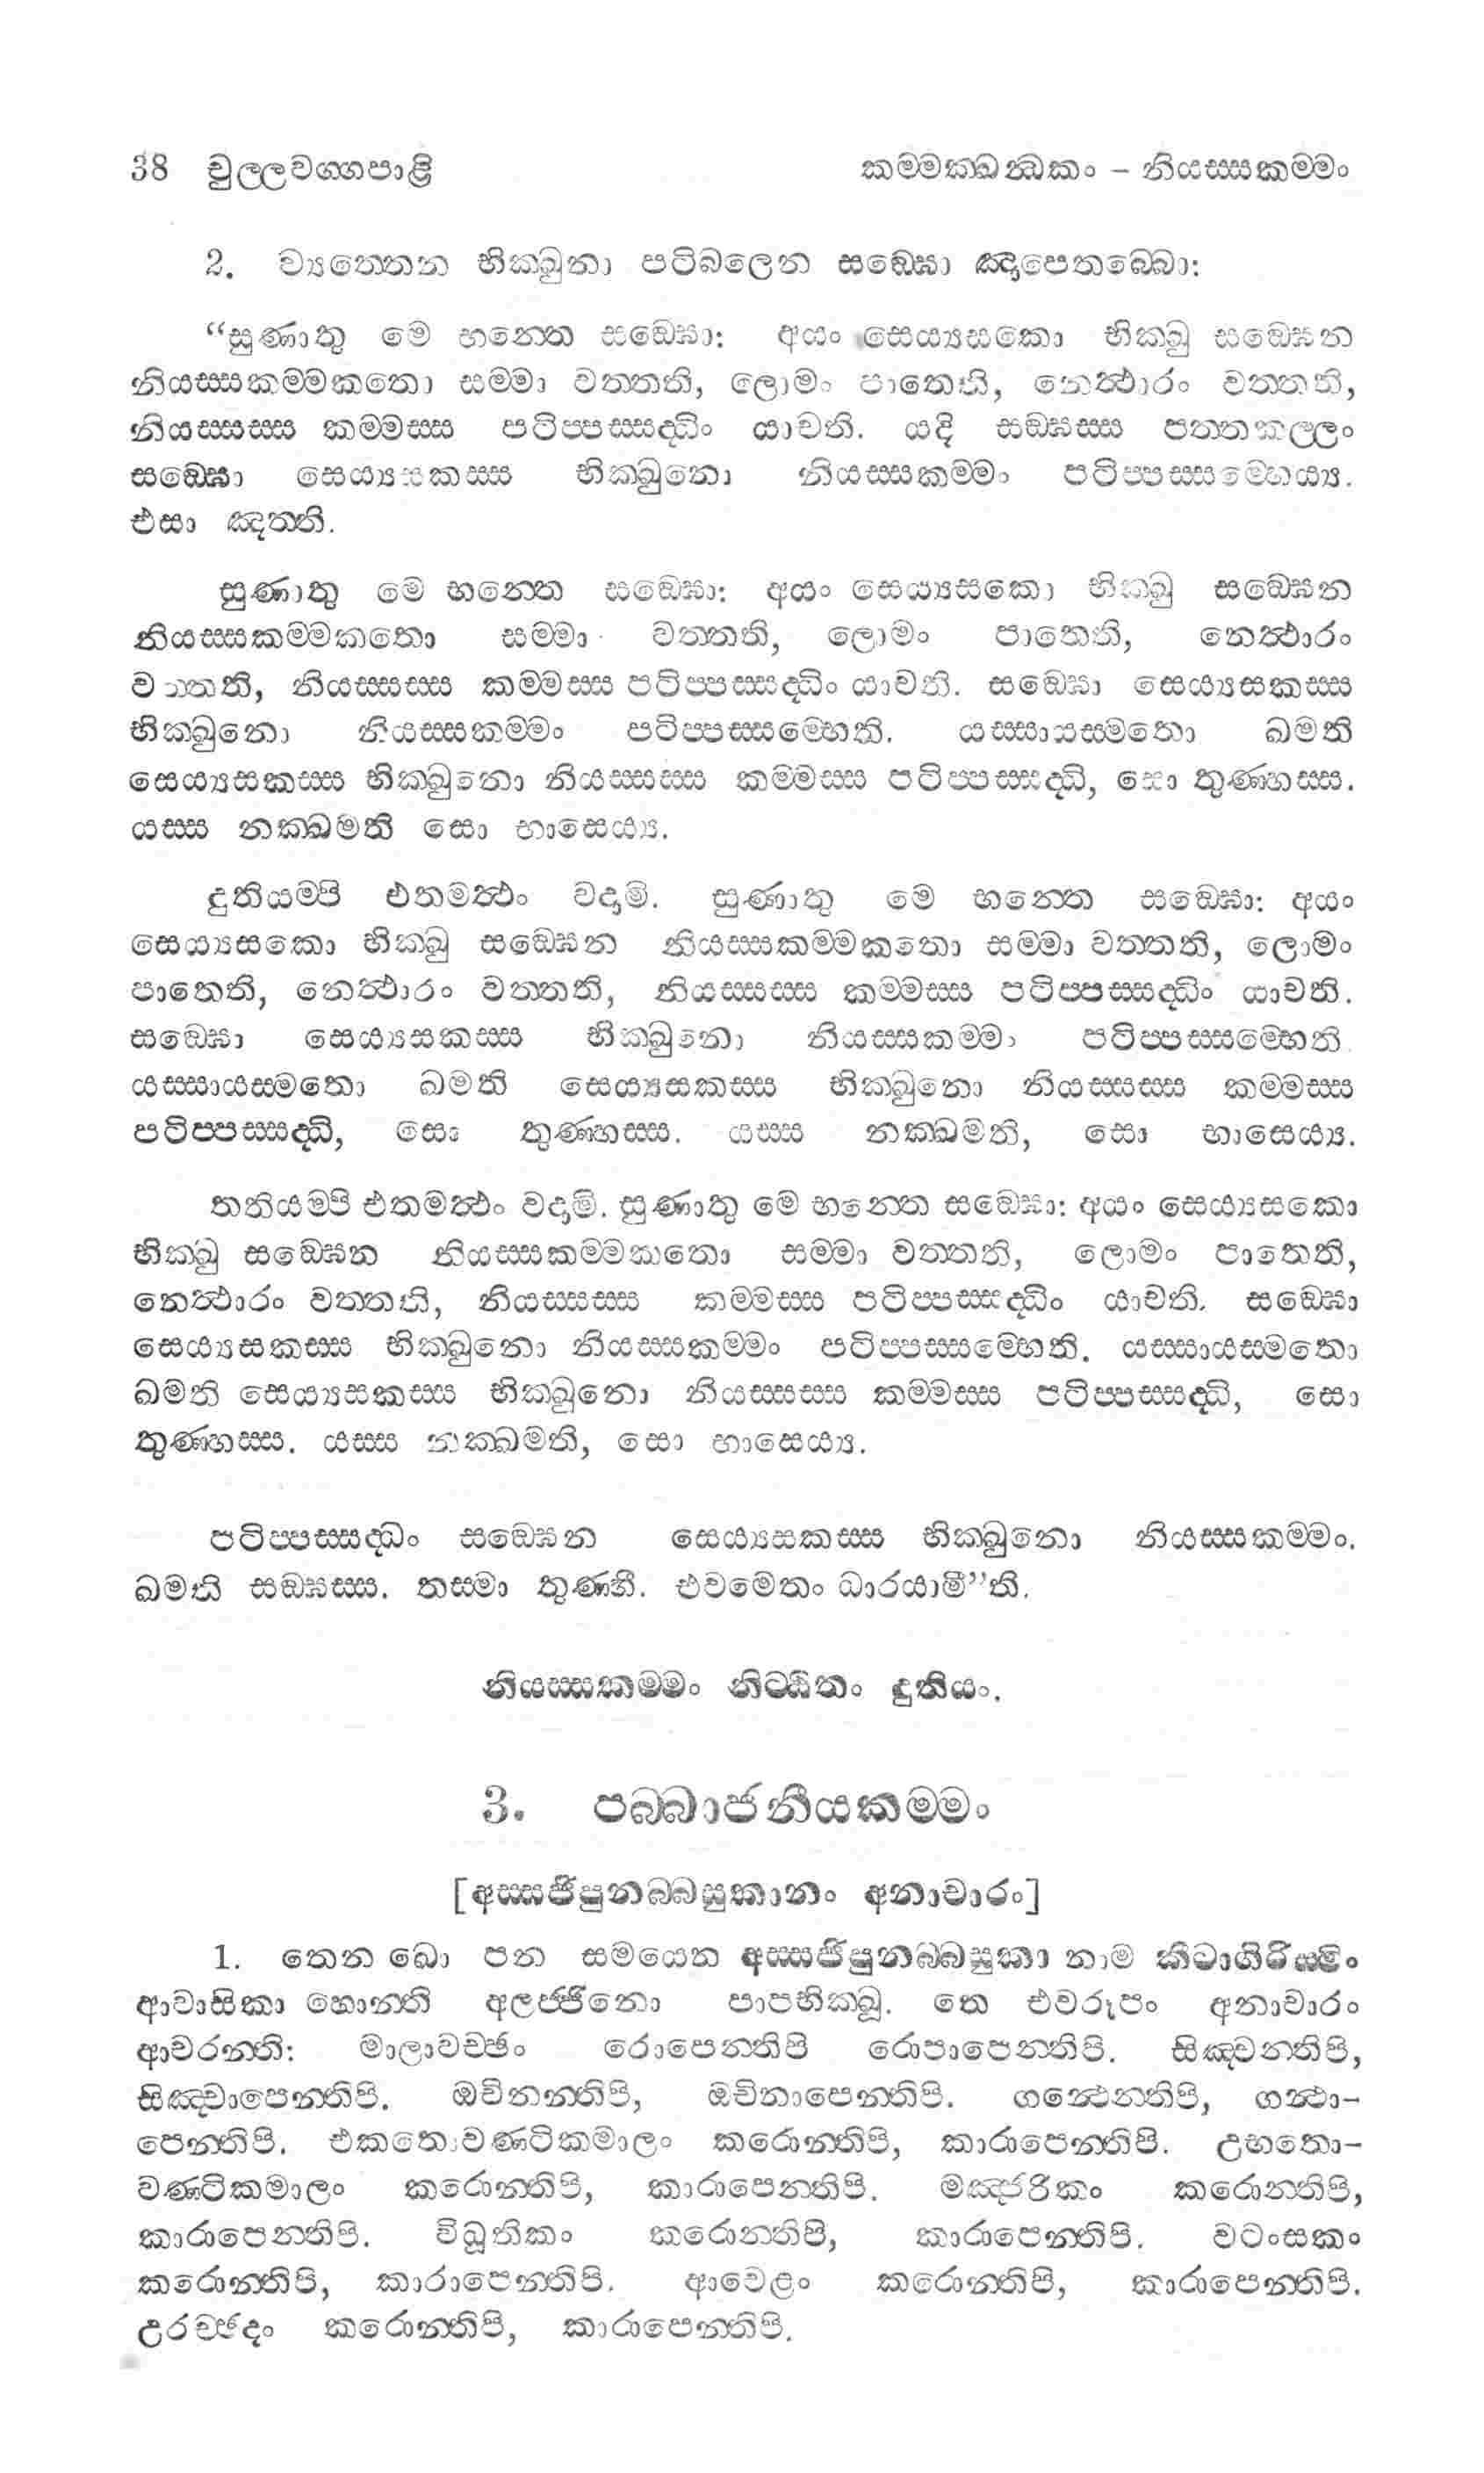 38 චුල්ලවග්ගපාළි කම්මක්ඛන්ධකං – නියස්සකම්මං
2. ව්‍යත්තෙන භික්ඛුනා පටිබලෙන සඞ්ඝො ඤාපෙතබ්බො:
“සුණාතු මෙ භන්තෙ සඞ්ඝො: අයං සෙය්‍යසකො භික්ඛු සඞ්ඝෙන
නියස්සකම්මකතො සම්මා වත්තති, ලොමං පාතෙති, නෙත්ථාරං වත්තති,
නියස්සස්ස කම්මස්ස පටිප්පස්සද්ධිං යාචති. යදි සඞ්ඝස්ස පත්තකල්ලං
සඞ්ඝො සෙය්‍යසකස්ස භික්ඛුනො නියස්සකම්මං පටිප්පස්සම්භෙය්‍ය.
එසා ඤත්ති.
සුණාතු මෙ භන්තෙ සඞ්ඝො: අයං සෙය්‍යසකො භික්ඛු සඞ්ඝෙන
නියස්සකම්මකතො සම්මා වත්තති, ලොමං පාතෙති, නෙත්ථාරං
වත්තති, නියස්සස්ස කම්මස්ස පටිප්පස්සද්ධිං යාචති. සඞ්ඝො සෙය්‍යසකස්ස
භික්ඛුනො නියස්සකම්මං පටිප්පස්සම්භෙති. යස්සායස්මතො ඛමති
සෙය්‍යසකස්ස භික්ඛුනො නියස්සස්ස කම්මස්ස පටිප්පස්සද්ධි, සො තුණ්හස්ස.
යස්ස නක්ඛමති සො භාසෙය්‍ය.
දුතියම්පි එතමත්ථං වදාමි. සුණාතු මෙ භන්තෙ සඞ්ඝො: අයං
සෙය්‍යසකො භික්ඛු සඞ්ඝෙන නියස්සකම්මකතො සම්මා වත්තති, ලොමං
පාතෙති, නෙත්ථාරං වත්තති, නියස්සස්ස කම්මස්ස පටිප්පස්සද්ධිං යාචති.
සඞ්ඝො සෙය්‍යසකස්ස භික්ඛුනො නියස්සකම්මං පටිප්පස්සම්භෙති.
යස්සායස්මතො ඛමති සෙය්‍යසකස්ස භික්ඛුනො නියස්සස්ස කම්මස්ස
පටිප්පස්සද්ධි, සො තුණ්හස්ස. යස්ස නක්ඛමති, සො භාසෙය්‍ය.
තතියම්පි එතමත්ථං වදාමි. සුණාතු මෙ භන්තෙ සඞ්ඝො: අයං සෙය්‍යසකො
භික්ඛු සඞ්ඝෙන නියස්සකම්මකතො සම්මා වත්තති, ලොමං පාතෙති,
නෙත්ථාරං වත්තති, නියස්සස්ස කම්මස්ස පටිප්පස්සද්ධිං යාචති. සඞ්ඝො
සෙය්‍යසකස්ස භික්ඛුනො නියස්සකම්මං පටිප්පස්සම්භෙති. යස්සායස්මතො
ඛමති සෙය්‍යසකස්ස භික්ඛුනො නියස්සස්ස කම්මස්ස පටිප්පස්සද්ධි, සො
තුණ්හස්ස. යස්ස නක්ඛමති, සො භාසෙය්‍ය.
පටිප්පස්සද්ධං සඞ්ඝෙන සෙය්‍යසකස්ස භික්ඛුනො නියස්සකම්මං.
ඛමති සඞ්ඝස්ස. තස්මා තුණ්හී. එවමෙතං ධාරයාමී”ති.
නියස්සකම්මං නිට්ඨිතං දුතියං.
3. පබ්බාජනීයකම්මං
[අස්සජිපුනබ්බසුකානං අනාචාරං]
1. තෙන ඛො පන සමයෙන අස්සජිපුනබ්බසුකා නාම කීටාගිරිස්මිං
ආවාසිකා හොන්ති අලජ්ජිනො පාපභික්ඛූ. තෙ එවරූපං අනාචාරං
ආචරන්ති: මාලාවච්ඡං රොපෙන්තිපි රොපාපෙන්තිපි. සිඤ්චන්තිපි,
සිඤ්චාපෙන්තිපි. ඔචිනන්තිපි, ඔචිනාපෙන්තිපි. ගන්ථෙන්තිපි, ගන්ථා-
පෙන්තිපි. එකතොවණ්ටිකමාලං කරොන්තිපි, කාරාපෙන්තිපි. උභතො-
වණ්ටිකමාලං කරොන්තිපි, කාරාපෙන්තිපි. මඤ්ජරිකං කරොන්තිපි,
කාරාපෙන්තිපි. විධූතිකං කරොන්තිපි, කාරාපෙන්තිපි. වටංසකං
කරොන්තිපි, කාරාපෙන්තිපි. ආවෙළං කරොන්තිපි, කාරාපෙන්තිපි.
උරච්ඡදං කරොන්තිපි, කාරාපෙන්තිපි.